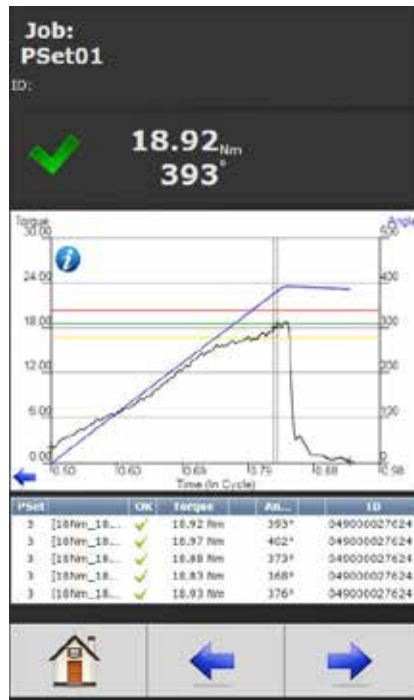 Job:
PSet01
ID:
18.92 Nm
393°
Torque Angle
30.00 500
24.00 400
18.00 300
12.00 200
6.00 100
0.00 0
10.50 10.60 10.69 10.79 10.88 10.98
Time (In Cycle)
PSet OK Torque An... ID
3 [18Nm_18... 18.92 Nm 393° 049000027624
3 [18Nm_18... 18.97 Nm 402° 049000027624
3 [18Nm_18... 18.88 Nm 373° 049000027624
3 [18Nm_18... 18.83 Nm 368° 049000027624
3 [18Nm_18... 18.93 Nm 376° 049000027624